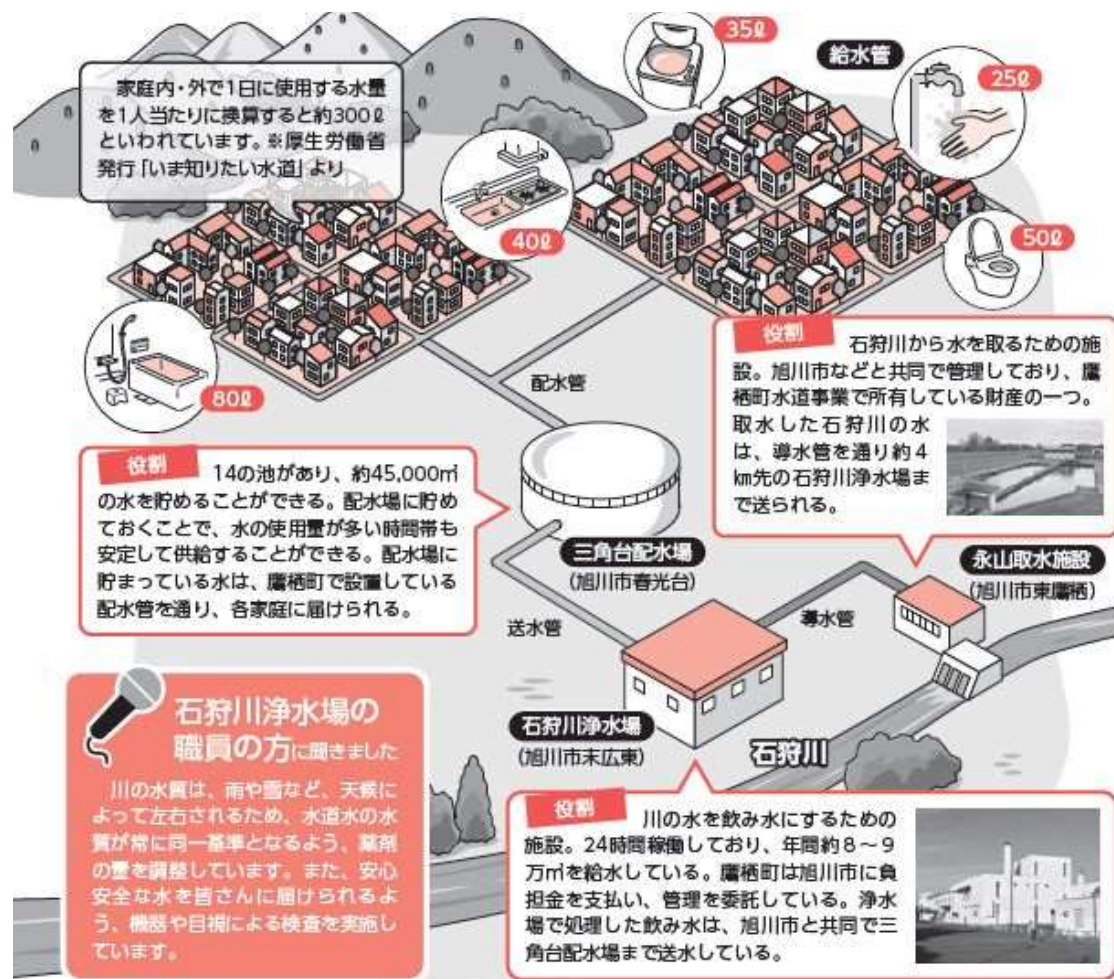 家庭内・外で1日に使用する水量
を1人当たりに換算すると約300ℓ
といわれています。※厚生労働省
発行「いま知りたい水道」より
35ℓ
給水管
25ℓ
40ℓ
50ℓ
80ℓ
配水管
役割
石狩川から水を取るための施
設。旭川市などと共同で管理しており、鷹
栖町水道事業で所有している財産の一つ。
取水した石狩川の水
は、導水管を通り約4
㎞先の石狩川浄水場ま
で送られる。
役割
14の池があり、約45,000㎥
の水を貯めることができる。配水場に貯め
ておくことで、水の使用量が多い時間帯も
安定して供給することができる。配水場に
貯まっている水は、鷹栖町で設置している
配水管を通り、各家庭に届けられる。
三角台配水場
(旭川市春光台)
永山取水施設
(旭川市東鷹栖)
送水管
導水管
石狩川浄水場
(旭川市末広東)
石狩川
石狩川浄水場の
職員の方に聞きました
川の水質は、雨や雪など、天候に
よって左右されるため、水道水の水
質が常に同一基準となるよう、薬剤
の量を調整しています。また、安心
安全な水を皆さんに届けられるよ
う、機器や目視による検査を実施し
ています。
役割
川の水を飲み水にするための
施設。24時間稼働しており、年間約8～9
万㎥を給水している。鷹栖町は旭川市に負
担金を支払い、管理を委託している。浄水
場で処理した飲み水は、旭川市と共同で三
角台配水場まで送水している。